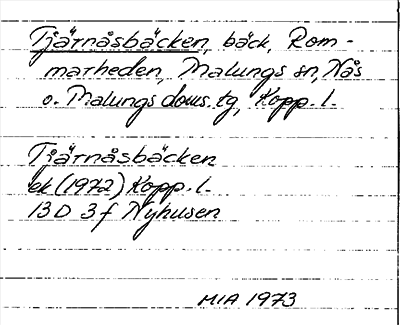 Tjärnåsbäcken, bäck, Rom-
marheden, Malungs sn, Nås
o. Malungs doms. tg, Kopp. l.
Tjärnåsbäcken
ek (1972) Kopp. l.
13 D 3 f Nyhusen
MIA 1973